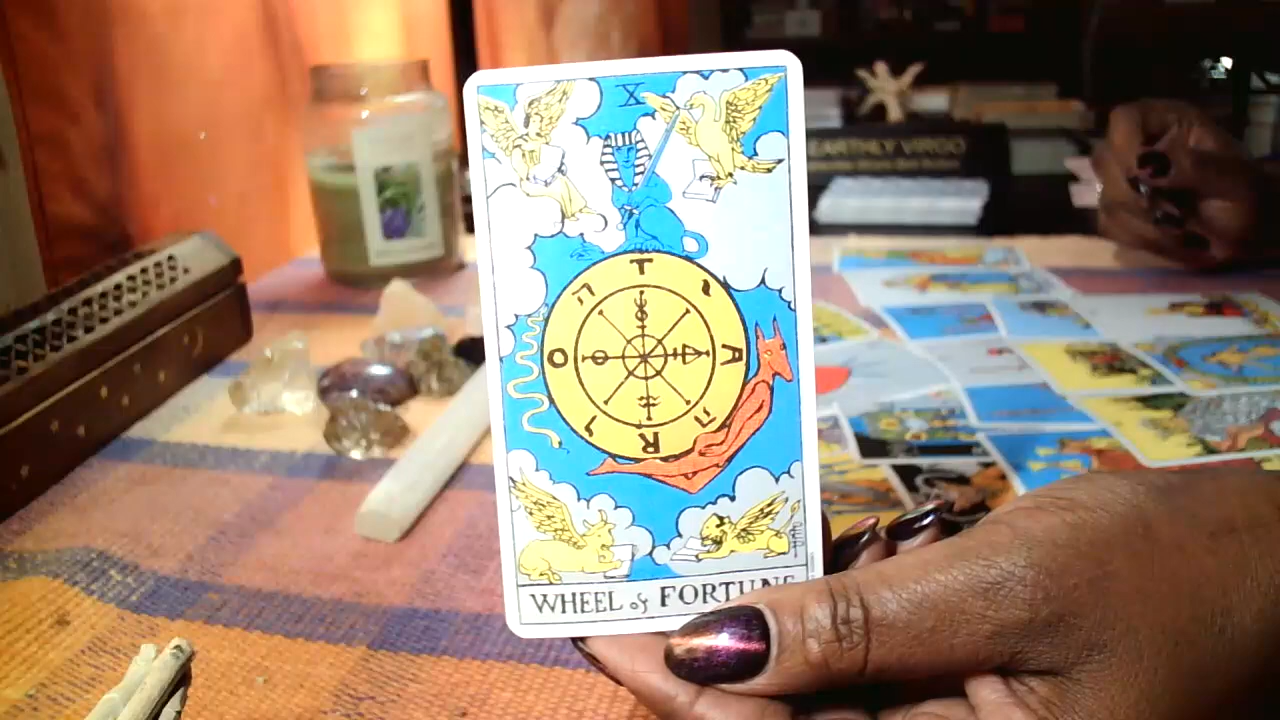 X
T
ה י
O A
ו ה
R
WHEEL of FORTUNE
EARTHLY VIRGO